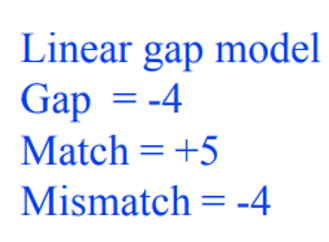 Linear gap model
Gap = -4
Match = +5
Mismatch = -4